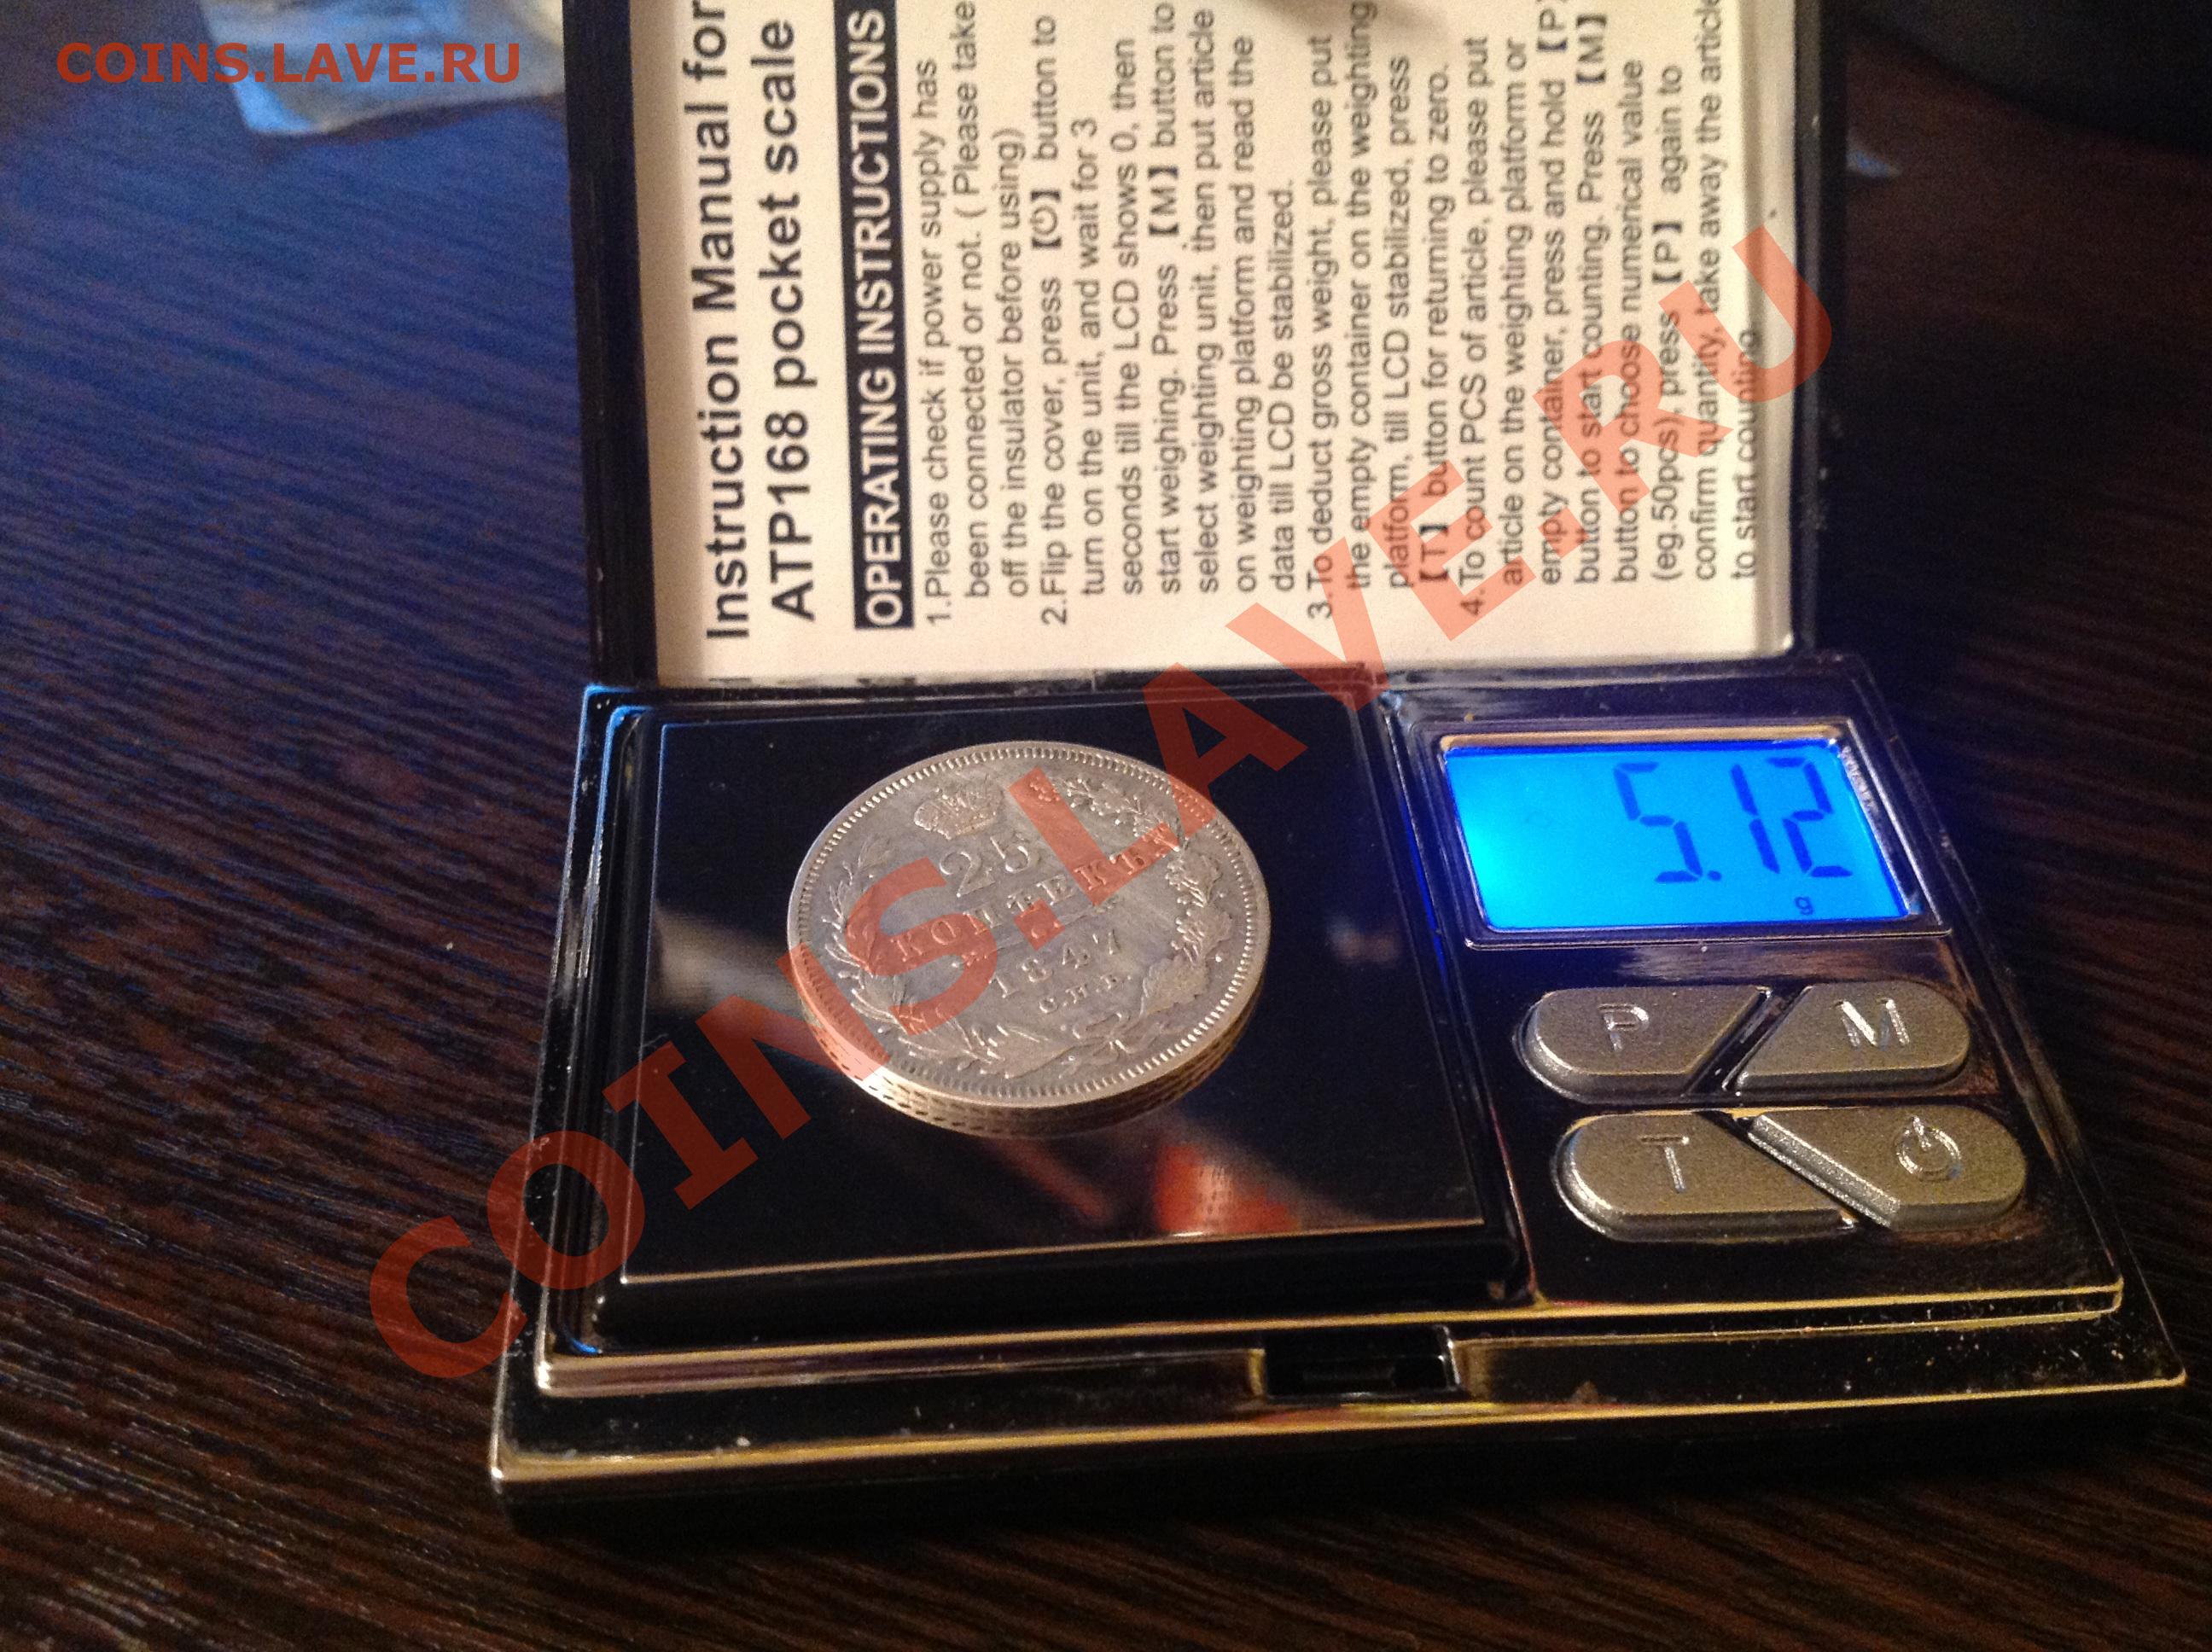 COINS.LAVE.RU
Instruction Manual for
ATP168 pocket scale
OPERATING INSTRUCTIONS
1.Please check if power supply has
been connected or not. ( Please take
off the insulator before using)
2.Flip the cover, press 【⏻】 button to
turn on the unit, and wait for 3
seconds till the LCD shows 0, then
start weighing. Press 【M】 button to
select weighting unit, then put article
on weighting platform and read the
data till LCD be stabilized.
3.To deduct gross weight, please put
the empty container on the weighting
platform, till LCD stabilized, press
【T】 button for returning to zero.
4.To count PCS of article, please put
article on the weighting platform or
empty container, press and hold 【P】
button to start counting. Press 【M】
button to choose numerical value
(eg.50pcs), press 【P】 again to
confirm quantity, take away the article
to start counting
25
КОПѢЕКЪ
1847
С.П.Б.
5.12
g
P
M
T
COINS.LAVE.RU